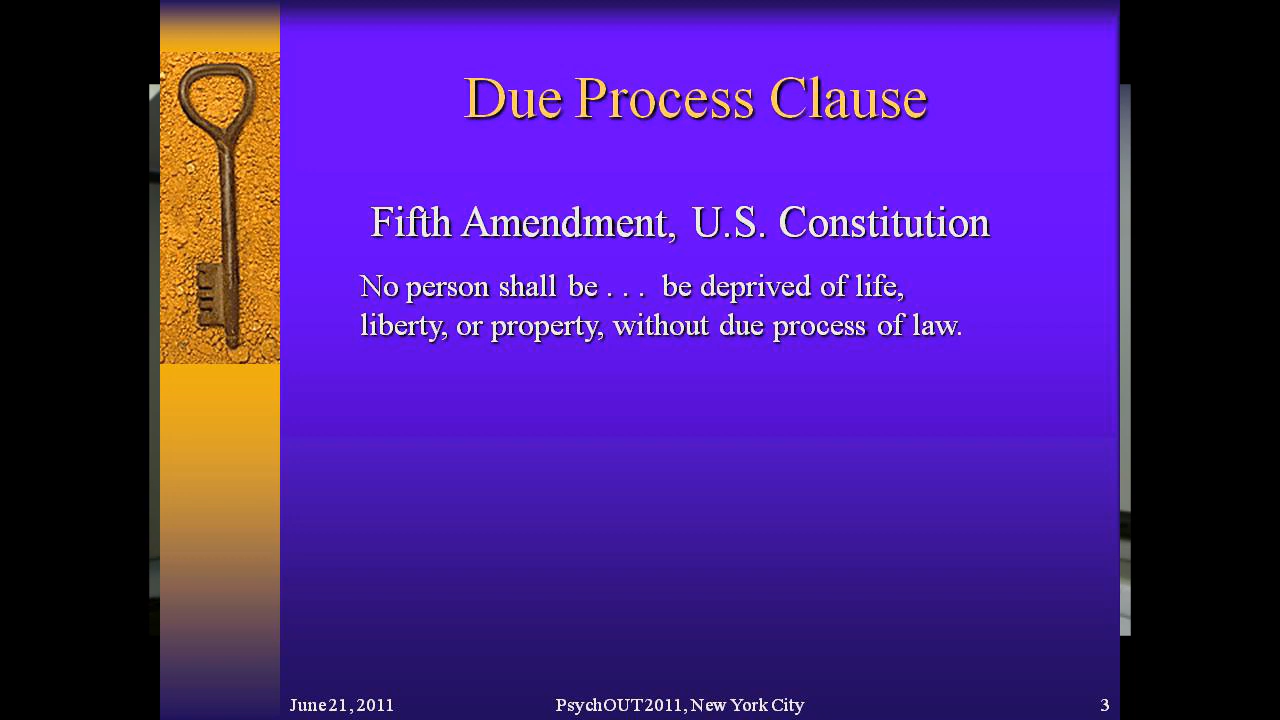 Due Process Clause
Fifth Amendment, U.S. Constitution
No person shall be . . . be deprived of life,
liberty, or property, without due process of law.
June 21, 2011
PsychOUT 2011, New York City
3